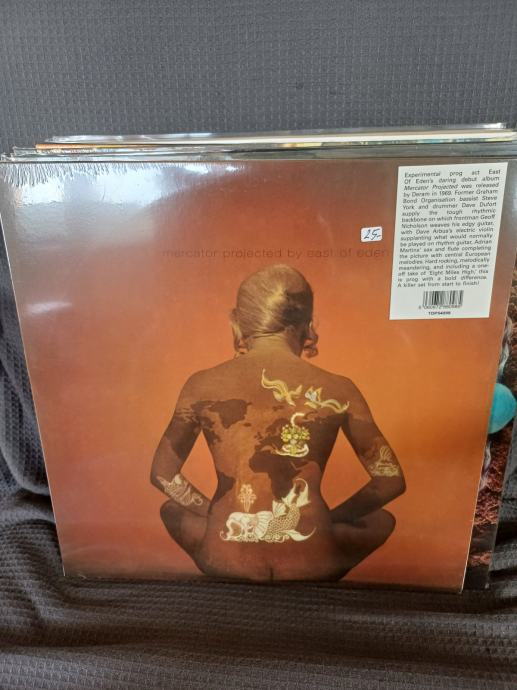 Experimental prog act East
Of Eden's daring debut album
Mercator Projected was released
by Deram in 1969. Former Graham
Bond Organisation bassist Steve
York and drummer Dave Dufort
supply the tough rhythmic
backbone on which frontman Geoff
Nicholson weaves his edgy guitar,
with Dave Arbus's electric violin
supplanting what would normally
be played on rhythm guitar, Adrian
Martins' sax and flute completing
the picture with central European
melodies. Hard rocking, melodically
meandering, and including a one-
off take of 'Eight Miles High,' this
is prog with a bold difference.
A killer set from start to finish!
25,-
mercator projected by east of eden